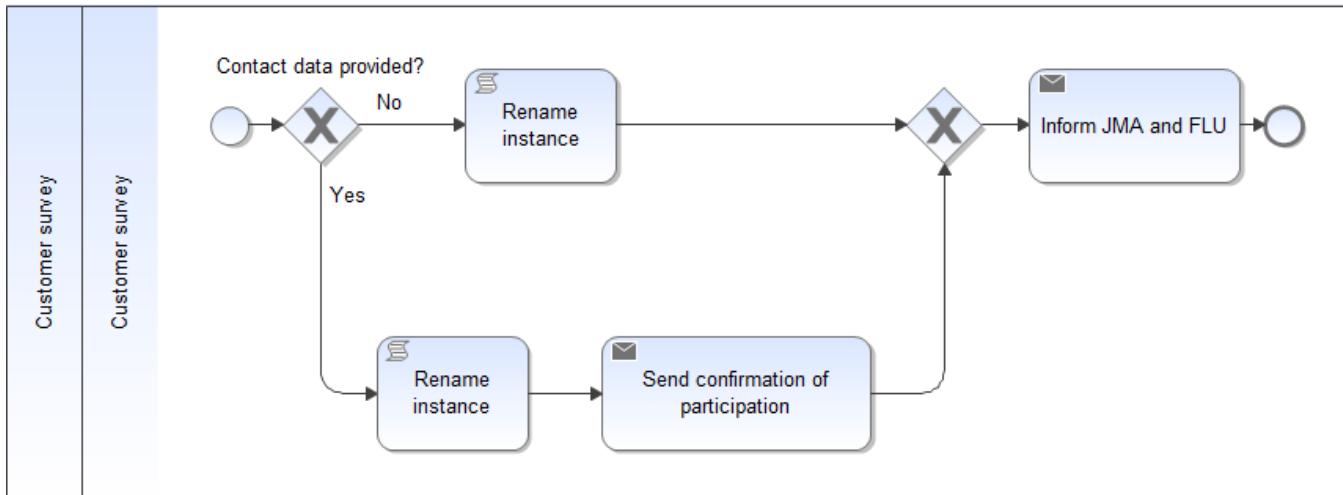 Customer survey
Customer survey
Contact data provided?
No
Rename
instance
Inform JMA and FLU
Yes
Rename
instance
Send confirmation of
participation